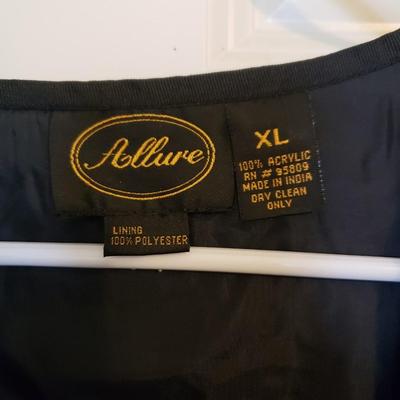 Allure
XL
100% ACRYLIC
RN # 95809
MADE IN INDIA
DRY CLEAN
ONLY
LINING
100% POLYESTER